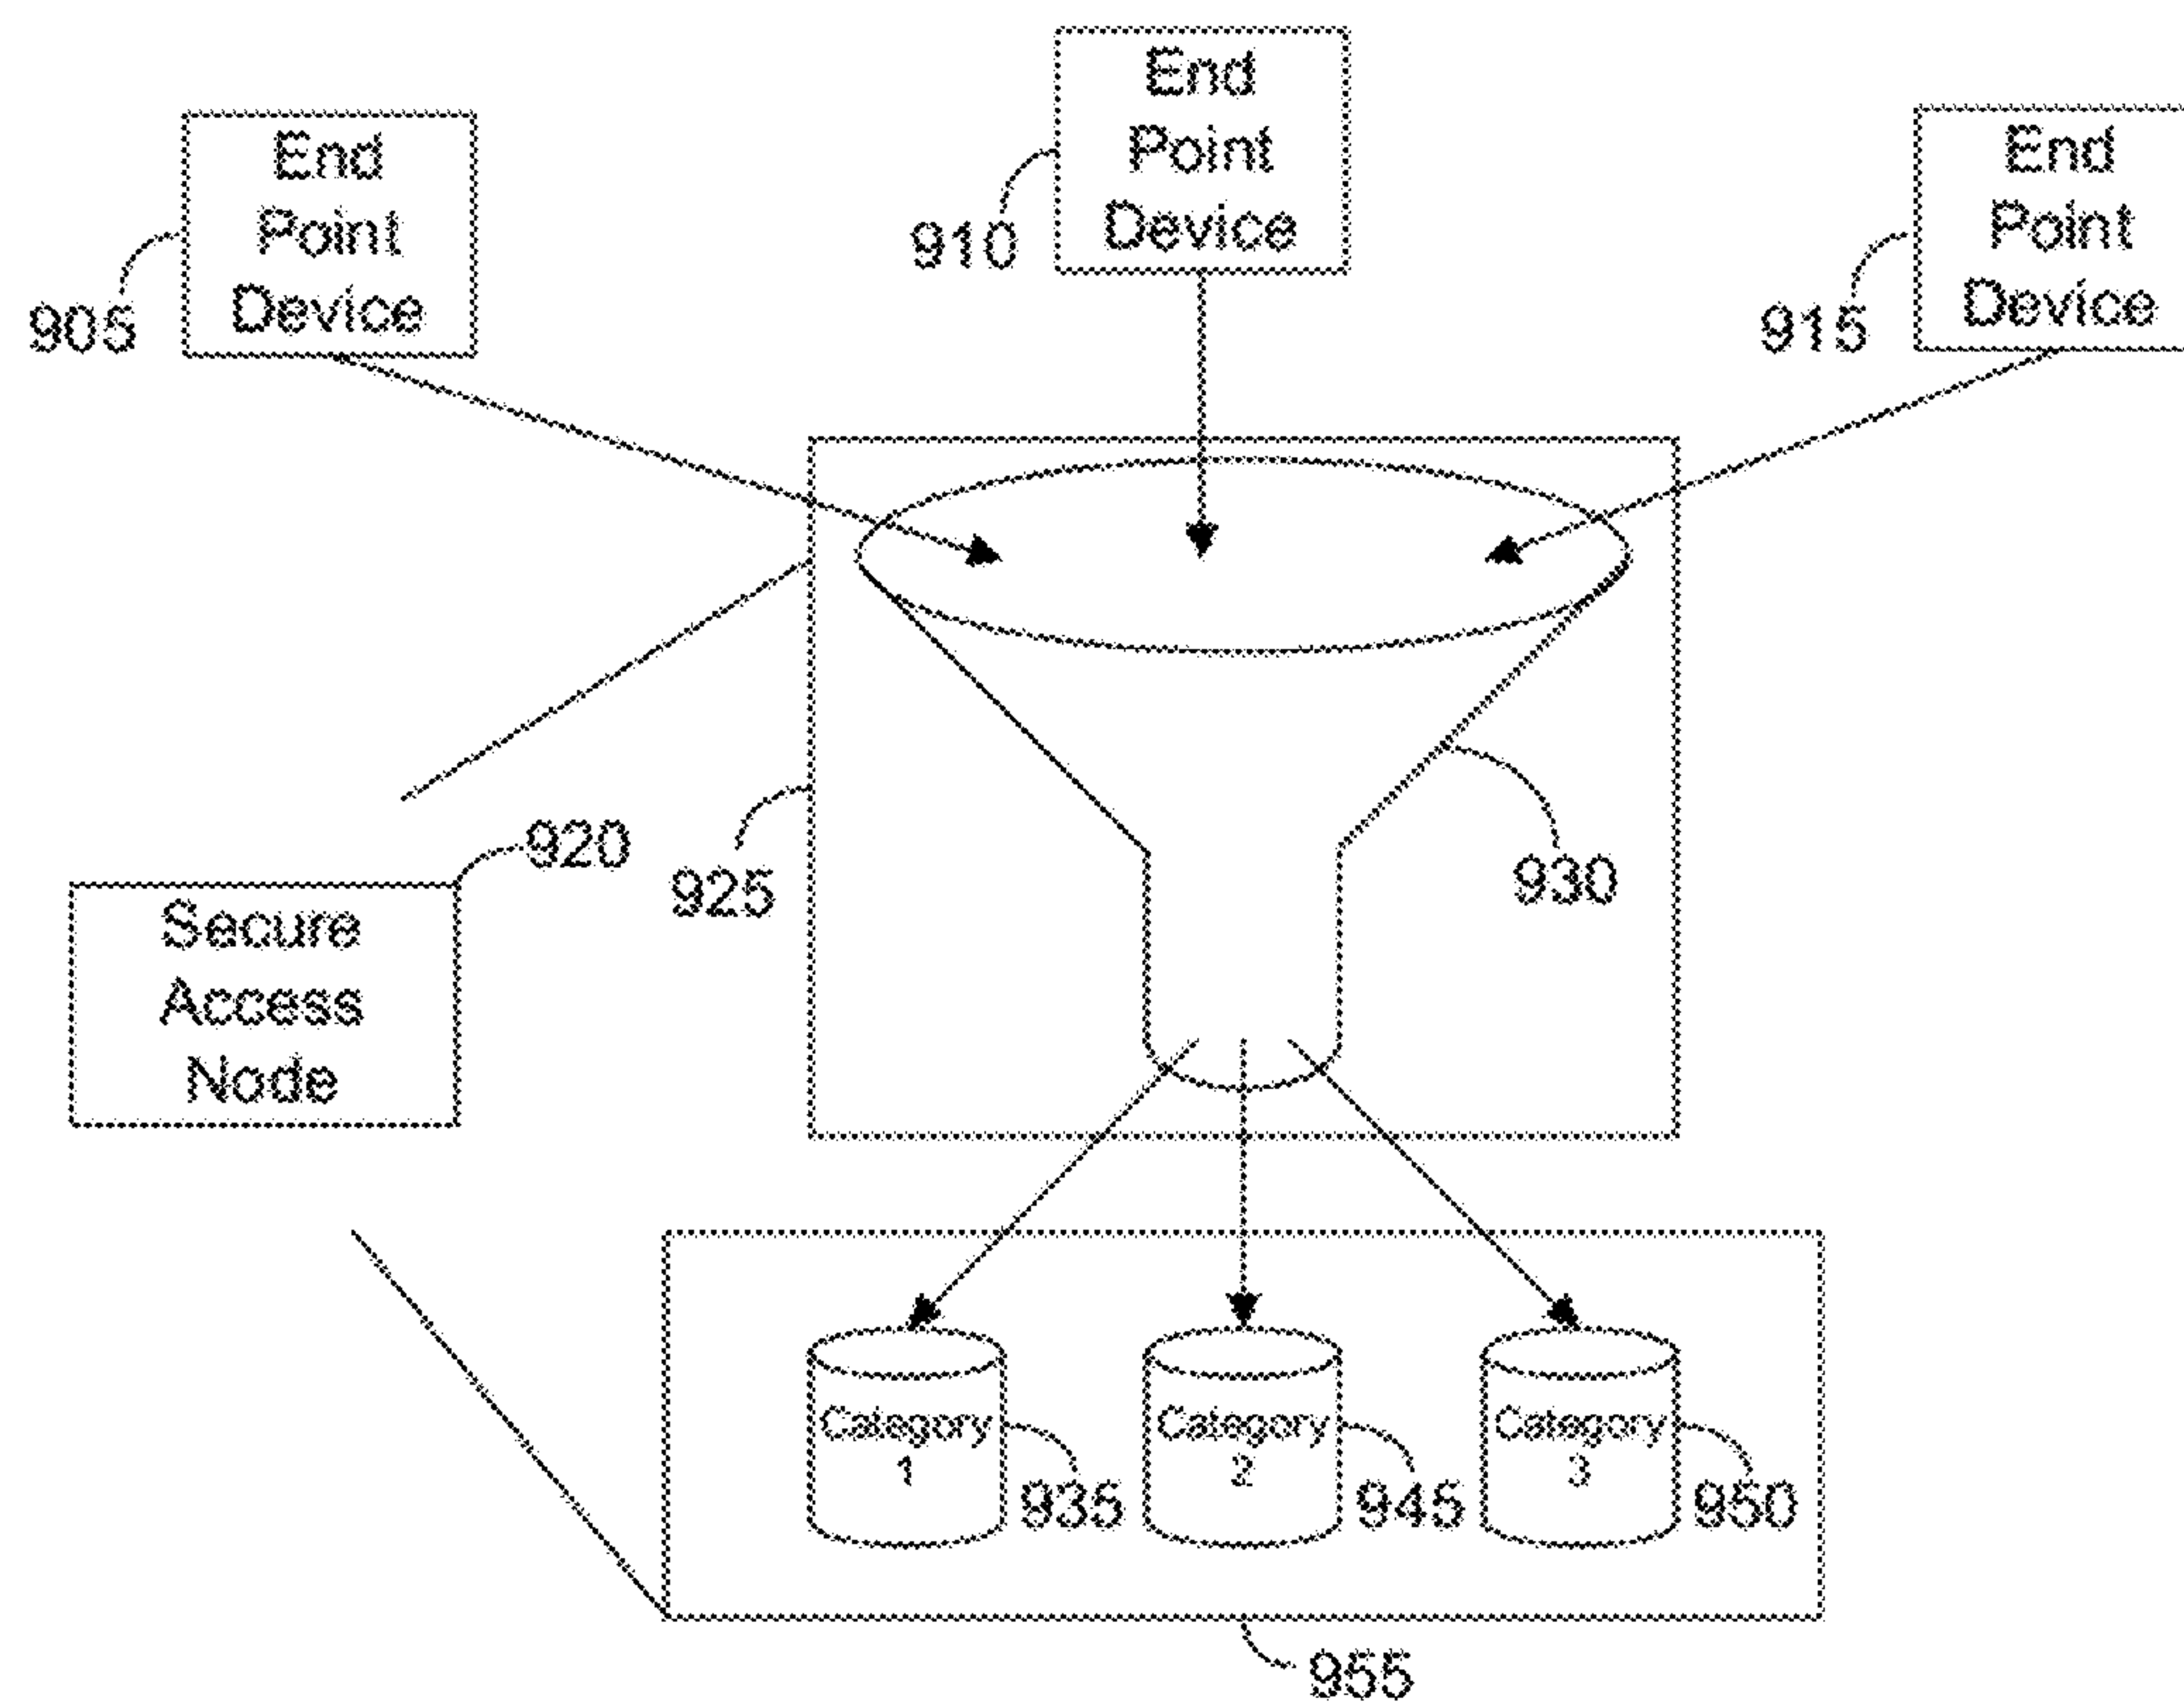 End
Point
Device
910
End
Point
Device
905
End
Point
Device
915
920
Secure
Access
Node
925
930
Category
1
935
Category
2
945
Category
3
950
955